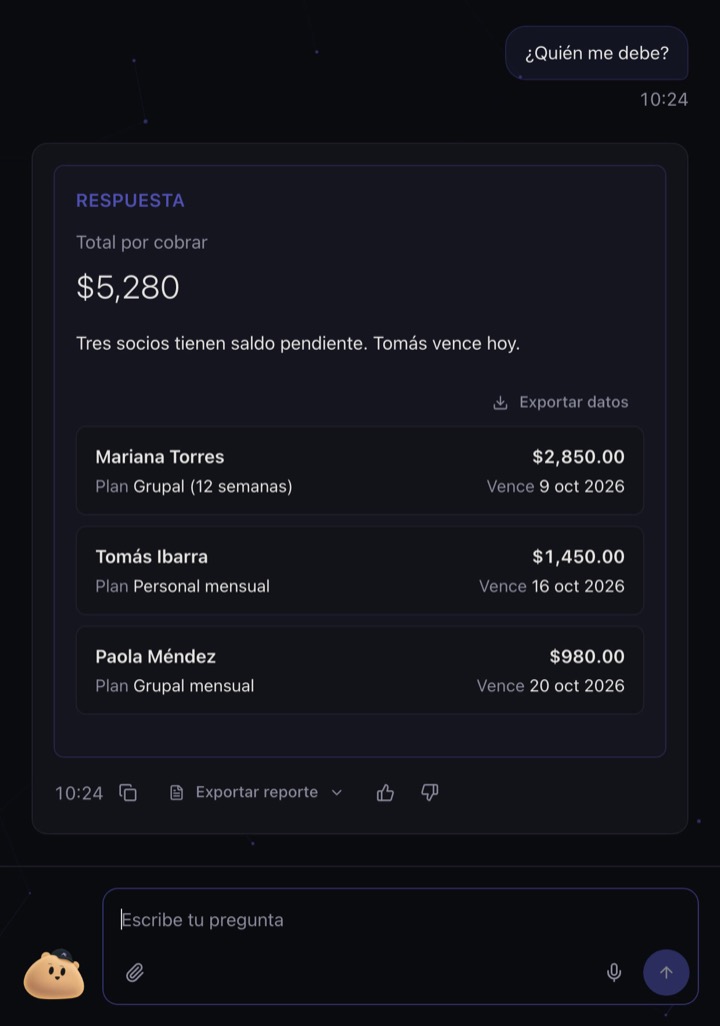 ¿Quién me debe?
10:24
RESPUESTA
Total por cobrar
$5,280
Tres socios tienen saldo pendiente. Tomás vence hoy.
Exportar datos
Mariana Torres $2,850.00
Plan Grupal (12 semanas) Vence 9 oct 2026
Tomás Ibarra $1,450.00
Plan Personal mensual Vence 16 oct 2026
Paola Méndez $980.00
Plan Grupal mensual Vence 20 oct 2026
10:24 Exportar reporte
Escribe tu pregunta